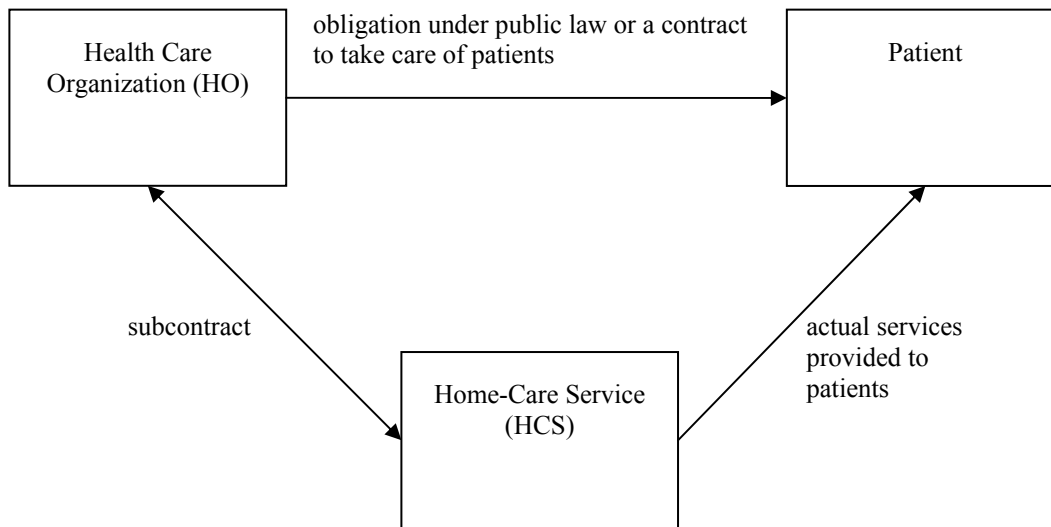 obligation under public law or a contract
to take care of patients
Health Care
Organization (HO)
Patient
subcontract
actual services
provided to
patients
Home-Care Service
(HCS)